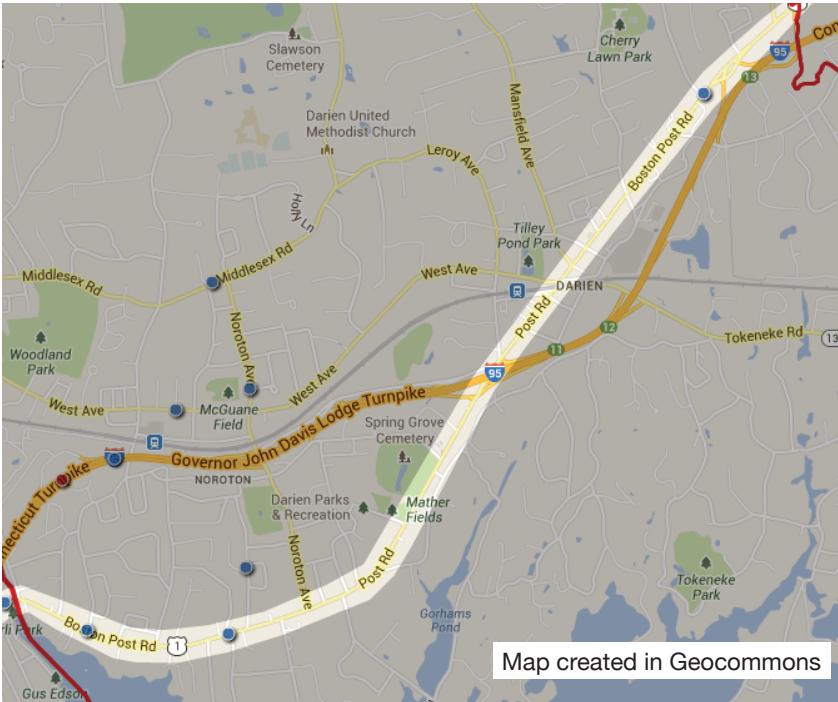 Slawson
Cemetery
Cherry
Lawn Park
95
Con
13
Darien United
Methodist Church
Mansfield Ave
Boston Post Rd
Leroy Ave
Holly Ln
Tilley
Pond Park
Middlesex Rd
Middlesex Rd
West Ave
DARIEN
Post Rd
Noroton Ave
12
Tokeneke Rd
13
11
Woodland
Park
95
West Ave
West Ave
McGuane
Field
Governor John Davis Lodge Turnpike
Spring Grove
Cemetery
necticut Turnpike
NOROTON
Darien Parks
& Recreation
Mather
Fields
Noroton Ave
Post Rd
Tokeneke
Park
Gorhams
Pond
rli Park
Boston Post Rd
1
Gus Edson
Map created in Geocommons